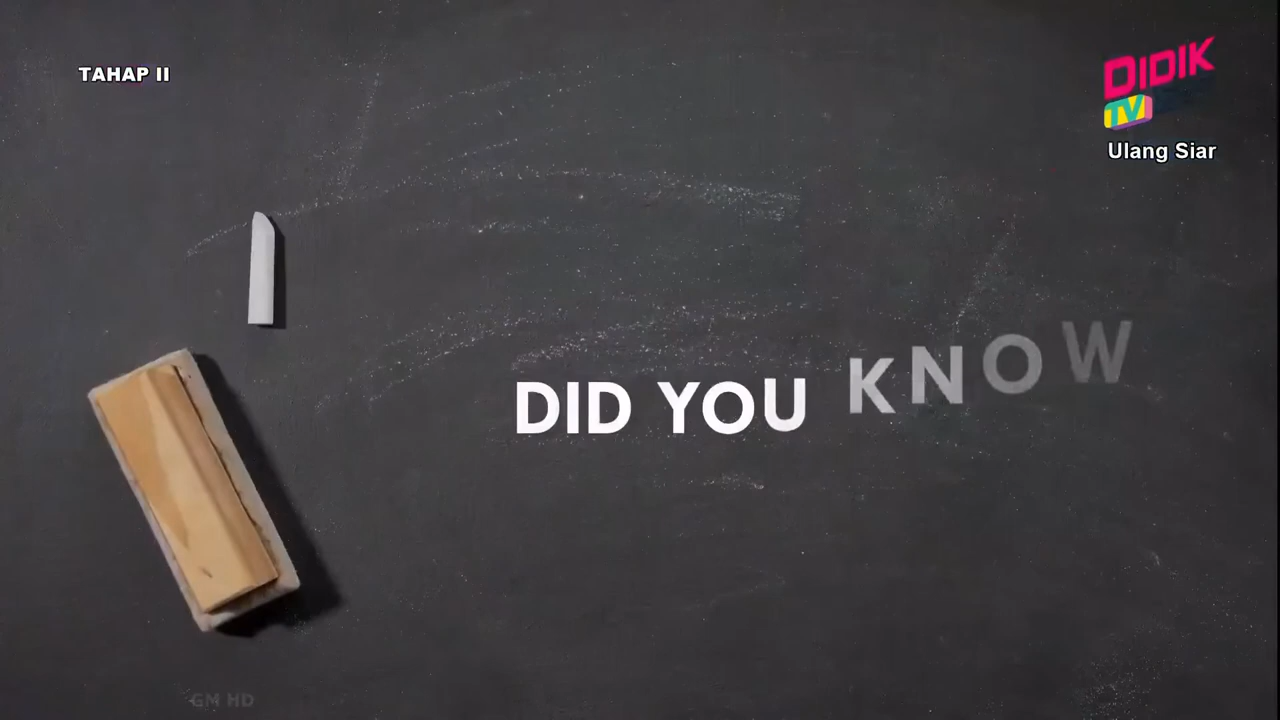 TAHAP II
DIDIK
TV
Ulang Siar
DID YOU KNOW
GM HD